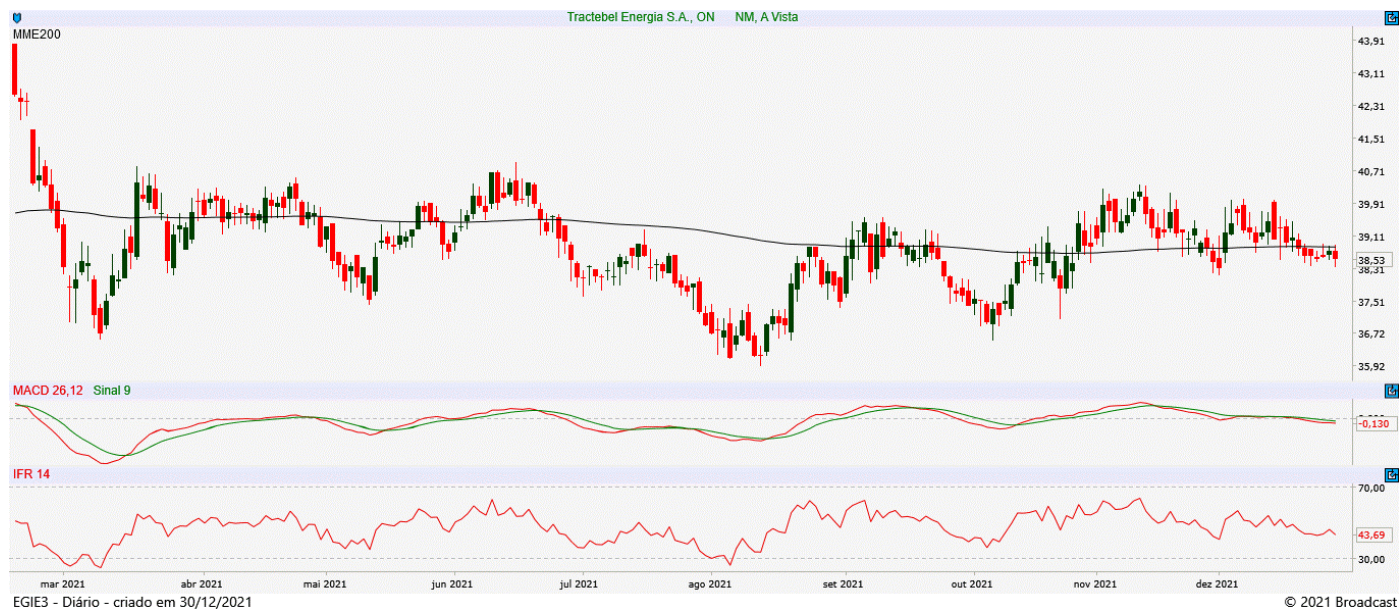 Tractebel Energia S.A., ON NM, A Vista
MME200
43,91
43,11
42,31
41,51
40,71
39,91
39,11
38,53
38,31
37,51
36,72
35,92
MACD 26,12 Sinal 9
-0,130
IFR 14
70,00
43,69
30,00
mar 2021 abr 2021 mai 2021 jun 2021 jul 2021 ago 2021 set 2021 out 2021 nov 2021 dez 2021
EGIE3 - Diário - criado em 30/12/2021 © 2021 Broadcast